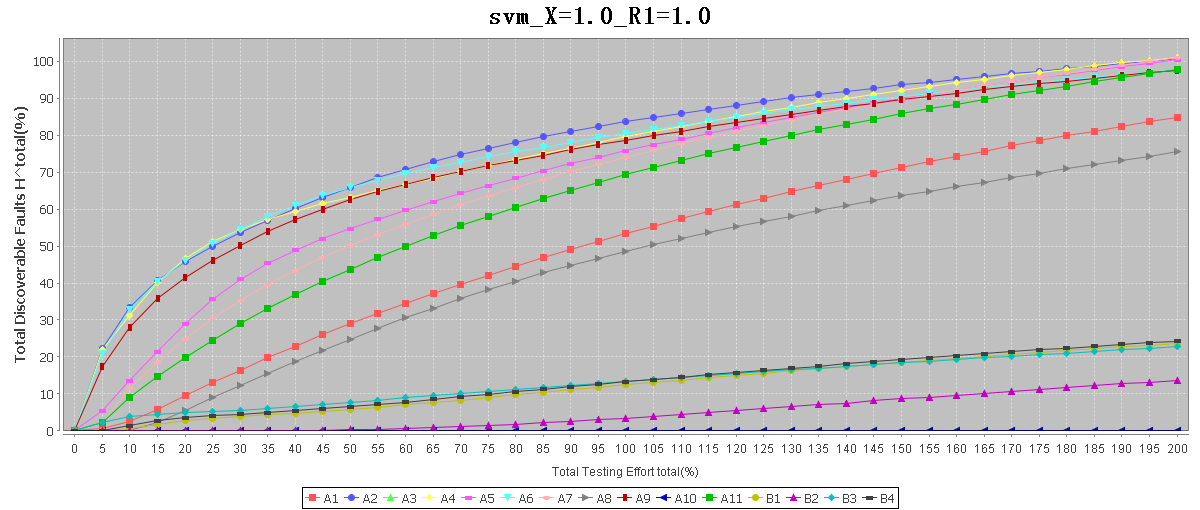 svm_X=1.0_R1=1.0
Total Discoverable Faults H^total(%)
100
90
80
70
60
50
40
30
20
10
0
0 5 10 15 20 25 30 35 40 45 50 55 60 65 70 75 80 85 90 95 100 105 110 115 120 125 130 135 140 145 150 155 160 165 170 175 180 185 190 195 200
Total Testing Effort total(%)
A1 A2 A3 A4 A5 A6 A7 A8 A9 A10 A11 B1 B2 B3 B4